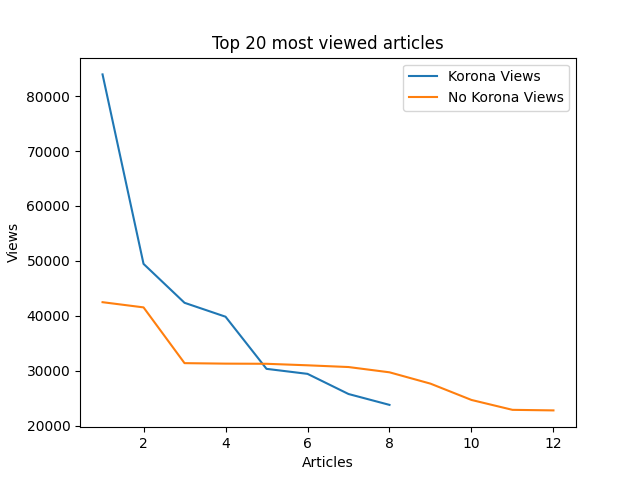 Top 20 most viewed articles
Korona Views
No Korona Views
80000
70000
60000
50000
40000
30000
20000
Views
2 4 6 8 10 12
Articles